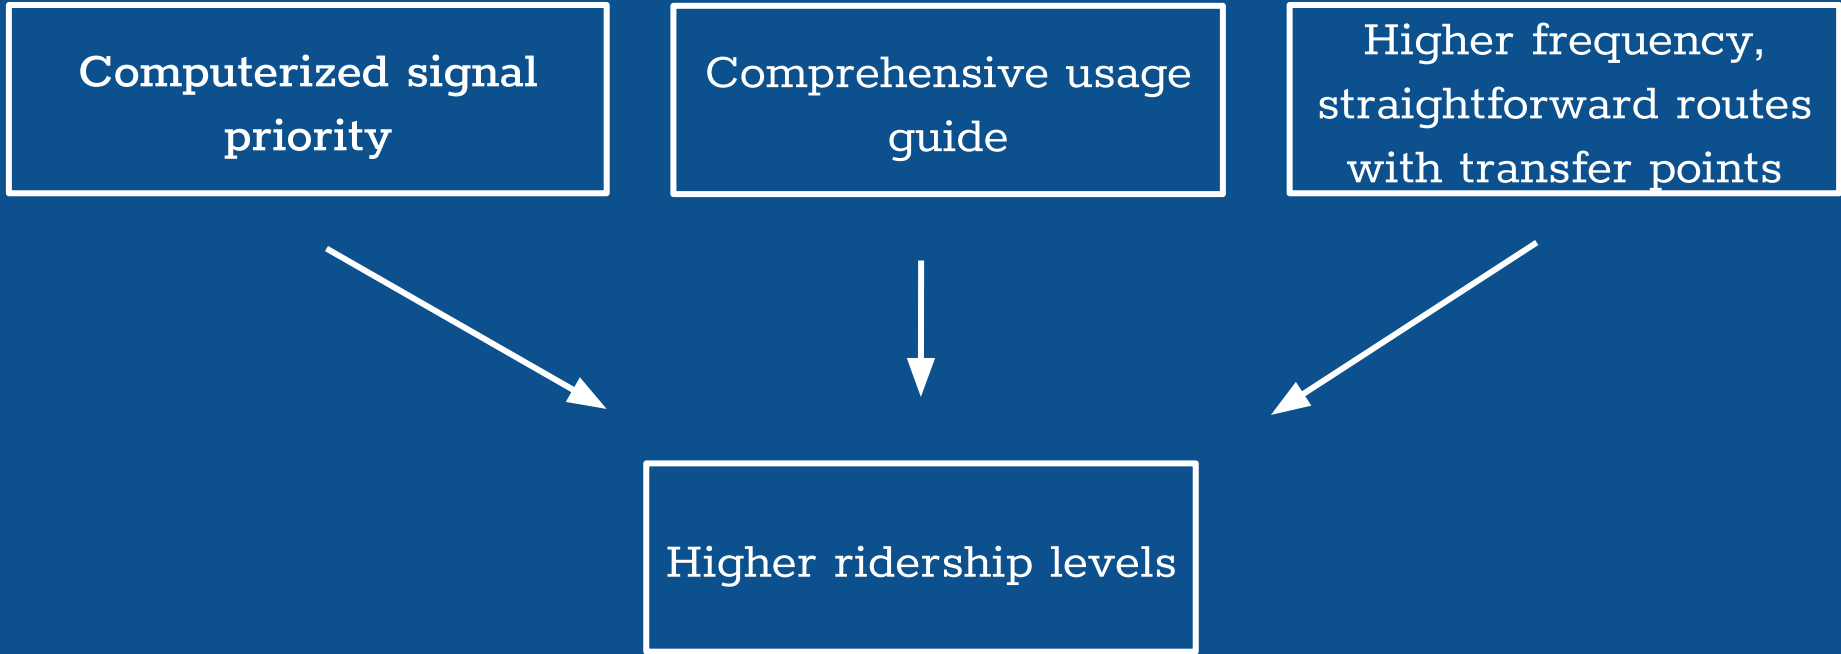 Computerized signal
priority
Comprehensive usage
guide
Higher frequency,
straightforward routes
with transfer points
Higher ridership levels